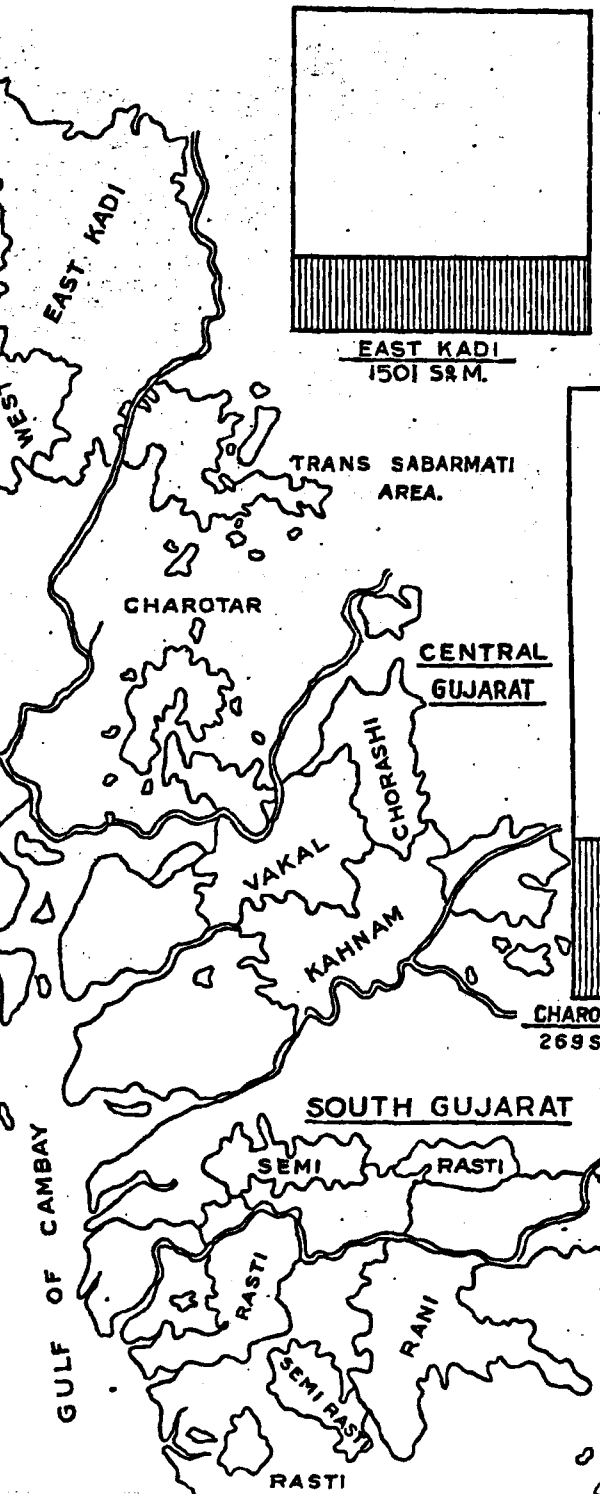 EAST KADI
EAST KADI
1501 SQ M.
WEST
TRANS SABARMATI
AREA.
CHAROTAR
CENTRAL
GUJARAT
CHORASHI
VAKAL
KAHNAM
CHARO
269 S
SOUTH GUJARAT
SEMI RASTI
GULF OF CAMBAY
RASTI
RANI
SEMI RASTI
RASTI